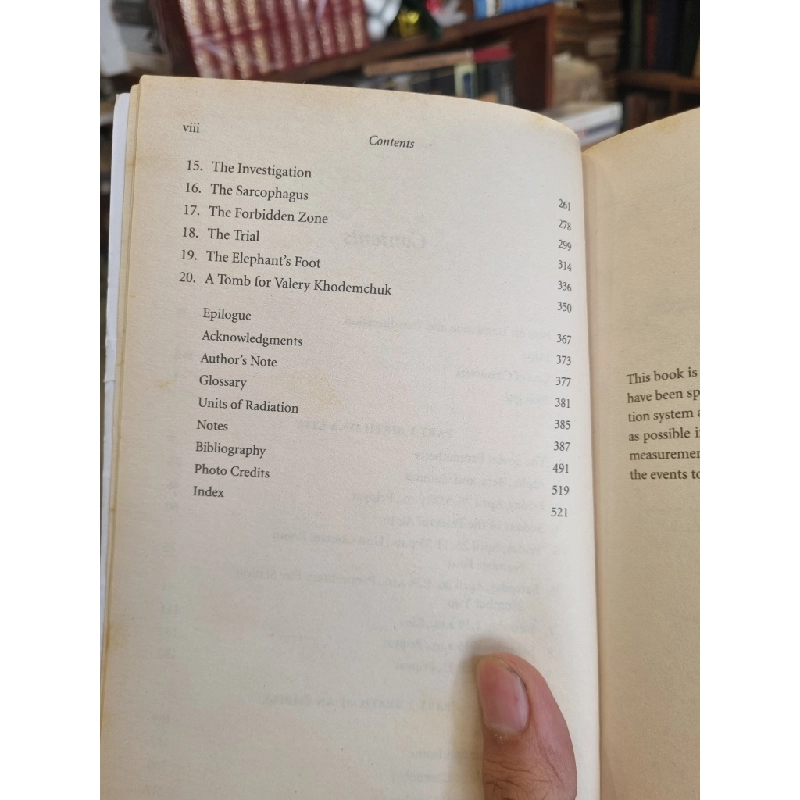 viii
Contents
15. The Investigation 261
16. The Sarcophagus 278
17. The Forbidden Zone 299
18. The Trial 314
19. The Elephant's Foot 336
20. A Tomb for Valery Khodemchuk 350
Epilogue 367
Acknowledgments 373
Author's Note 377
Glossary 381
Units of Radiation 385
Notes 387
Bibliography 491
Photo Credits 519
Index 521
This book is
have been sp
tion system a
as possible i
measuremen
the events to